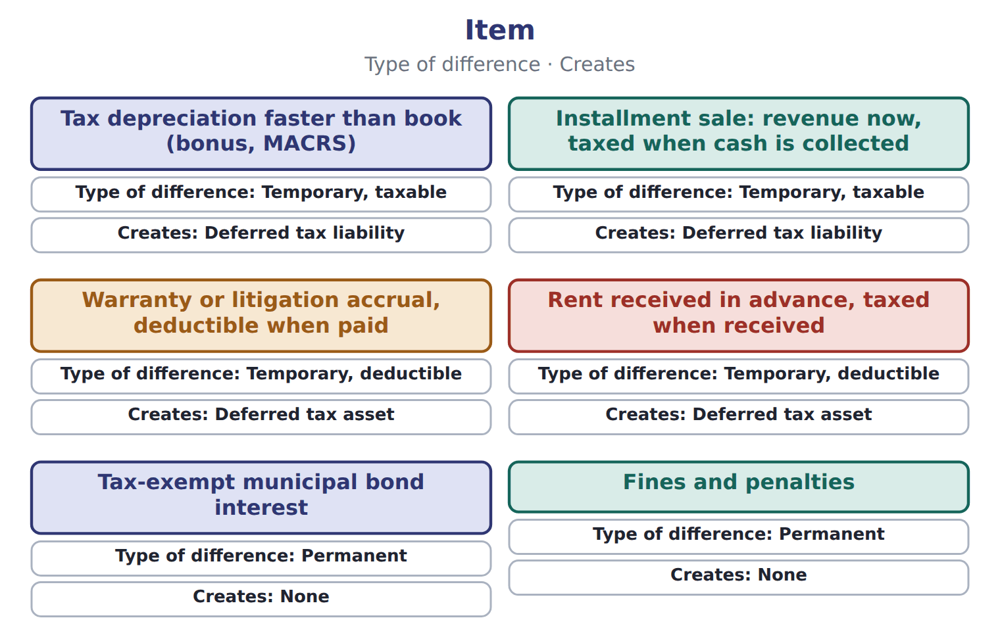 Item
Type of difference · Creates
Tax depreciation faster than book
(bonus, MACRS)
Type of difference: Temporary, taxable
Creates: Deferred tax liability
Installment sale: revenue now,
taxed when cash is collected
Type of difference: Temporary, taxable
Creates: Deferred tax liability
Warranty or litigation accrual,
deductible when paid
Type of difference: Temporary, deductible
Creates: Deferred tax asset
Rent received in advance, taxed
when received
Type of difference: Temporary, deductible
Creates: Deferred tax asset
Tax-exempt municipal bond
interest
Type of difference: Permanent
Creates: None
Fines and penalties
Type of difference: Permanent
Creates: None